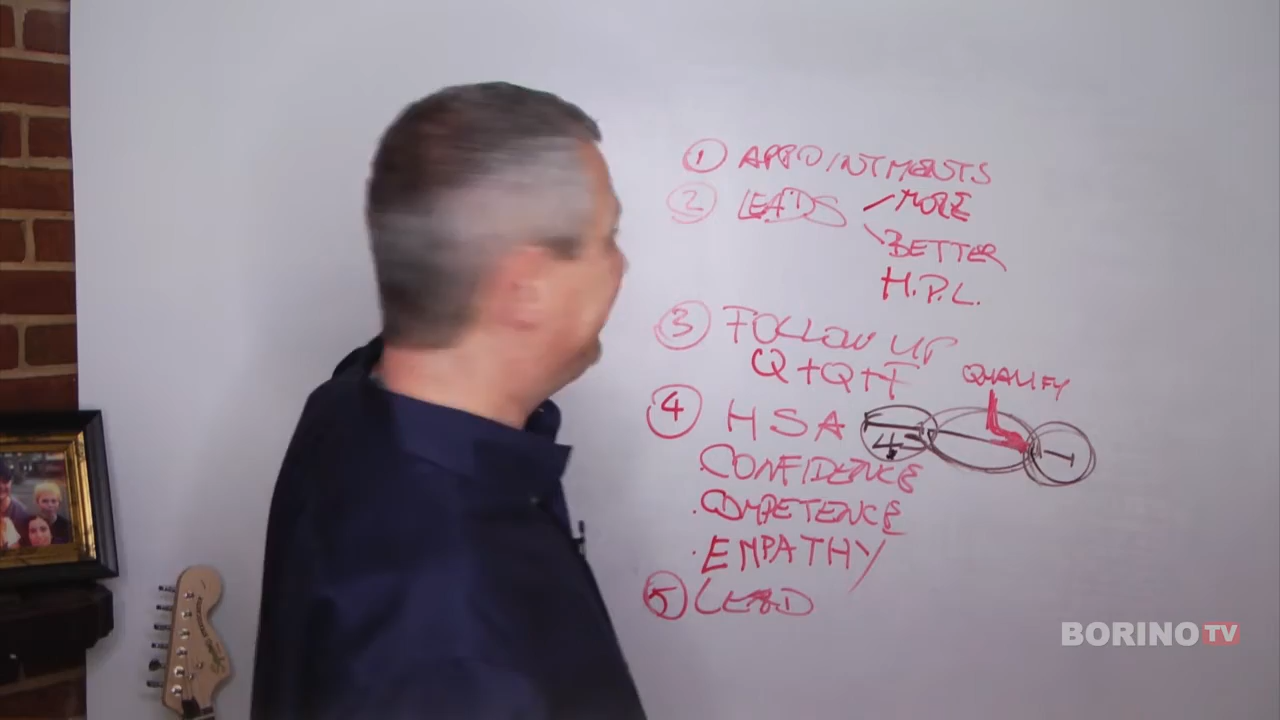 1 APPOINTMENTS
2 LEADS MORE
BETTER
H.P.L.
3 FOLLOW UP
Q+Q+F QUALIFY
4 HSA 45
CONFIDENCE
. COMPETENCE
. EMPATHY
5 LEAD
BORINO TV